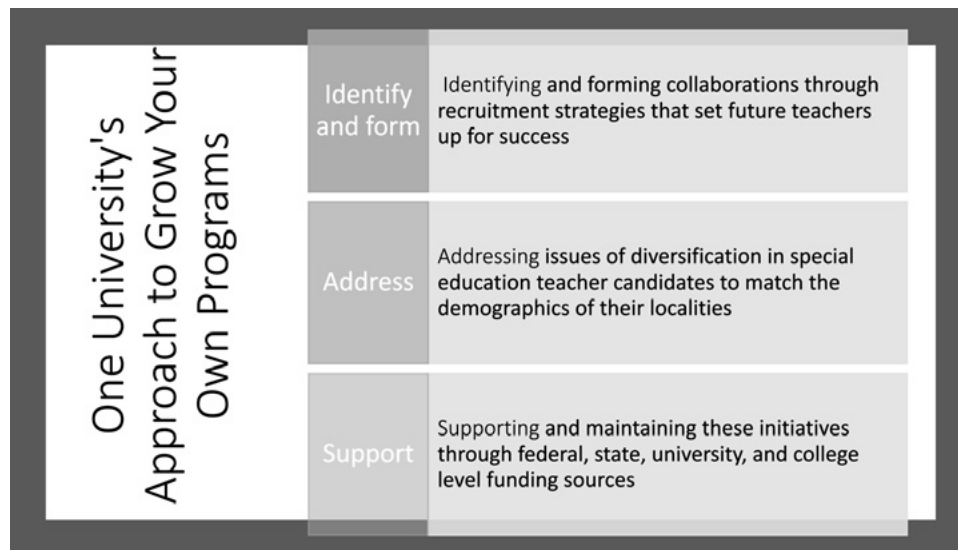 One University's
Approach to Grow Your
Own Programs
Identify
and form
Identifying and forming collaborations through
recruitment strategies that set future teachers
up for success
Address
Addressing issues of diversification in special
education teacher candidates to match the
demographics of their localities
Support
Supporting and maintaining these initiatives
through federal, state, university, and college
level funding sources